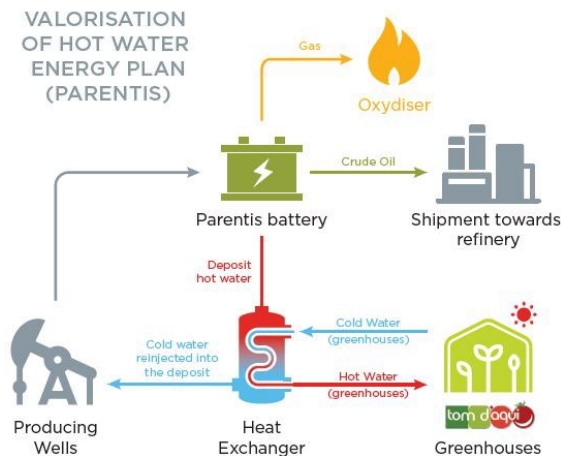 VALORISATION
OF HOT WATER
ENERGY PLAN
(PARENTIS)
Gas
Oxydiser
Crude Oil
Parentis battery
Shipment towards
refinery
Deposit
hot water
Cold water
reinjected into
the deposit
Cold Water
(greenhouses)
Hot Water
(greenhouses)
tom d'aqui
Producing
Wells
Heat
Exchanger
Greenhouses